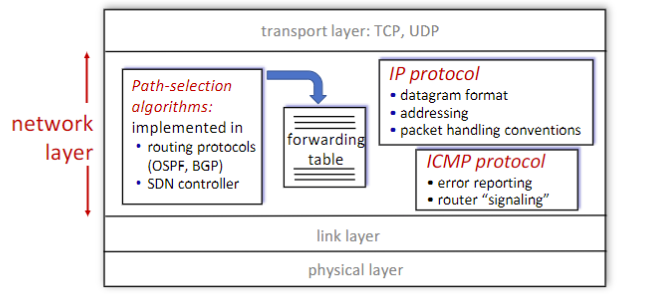 transport layer: TCP, UDP
network
layer
Path-selection
algorithms:
implemented in
• routing protocols
(OSPF, BGP)
• SDN controller
forwarding
table
IP protocol
• datagram format
• addressing
• packet handling conventions
ICMP protocol
• error reporting
• router “signaling”
link layer
physical layer